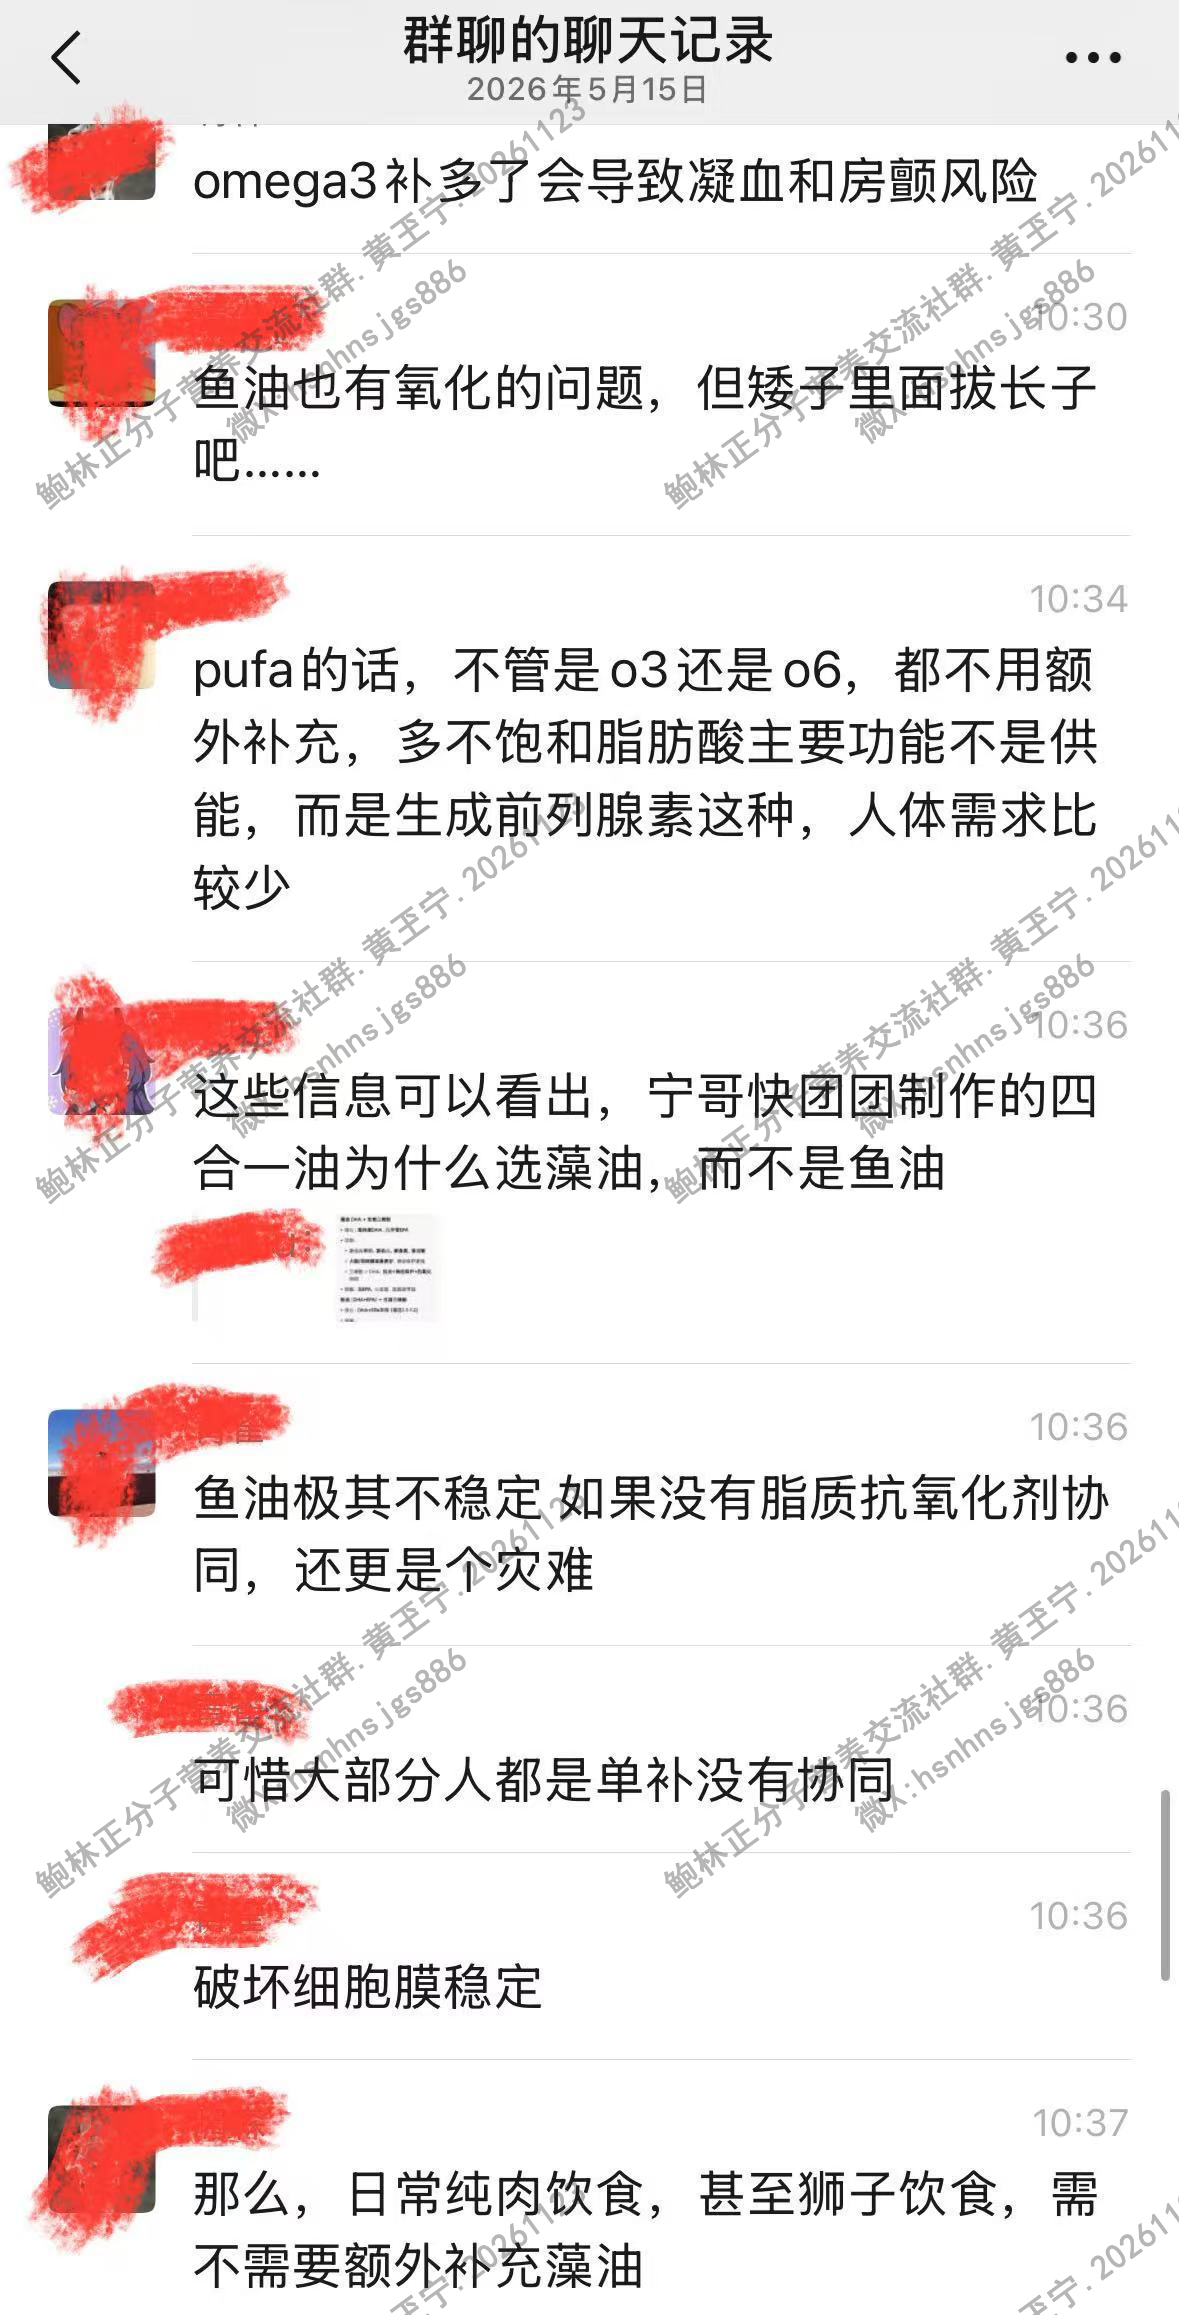 群聊的聊天记录
2026年5月15日
omega3补多了会导致凝血和房颤风险
10:30
鱼油也有氧化的问题，但矮子里面拔长子
吧......
10:34
pufa的话，不管是o3还是o6，都不用额
外补充，多不饱和脂肪酸主要功能不是供
能，而是生成前列腺素这种，人体需求比
较少
10:36
这些信息可以看出，宁哥快团团制作的四
合一油为什么选藻油，而不是鱼油
10:36
鱼油极其不稳定 如果没有脂质抗氧化剂协
同，还更是个灾难
10:36
可惜大部分人都是单补没有协同
10:36
破坏细胞膜稳定
10:37
那么，日常纯肉饮食，甚至狮子饮食，需
不需要额外补充藻油
鲍林正分子营养交流社群. 黄玊宁. 20261123
微X:hsnhnsjgs886